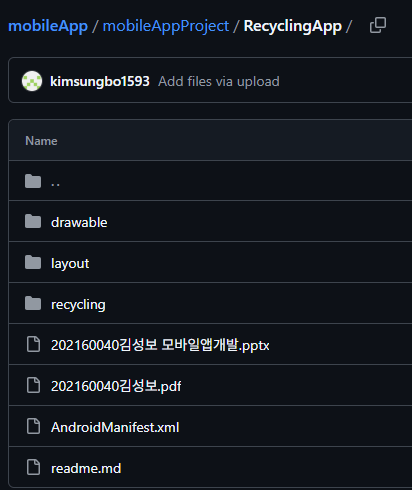 mobileApp / mobileAppProject / RecyclingApp /
kimsungbo1593 Add files via upload
Name
..
drawable
layout
recycling
202160040김성보 모바일앱개발.pptx
202160040김성보.pdf
AndroidManifest.xml
readme.md